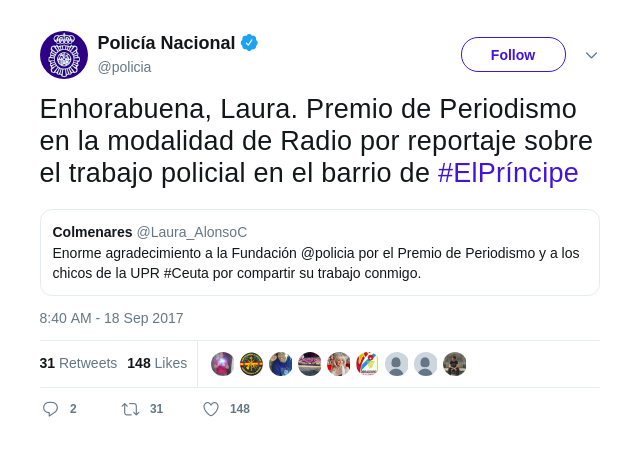 Policía Nacional
@policia
Follow
Enhorabuena, Laura. Premio de Periodismo
en la modalidad de Radio por reportaje sobre
el trabajo policial en el barrio de #ElPríncipe
Colmenares @Laura_AlonsoC
Enorme agradecimiento a la Fundación @policia por el Premio de Periodismo y a los
chicos de la UPR #Ceuta por compartir su trabajo conmigo.
8:40 AM - 18 Sep 2017
31 Retweets 148 Likes
2 31 148